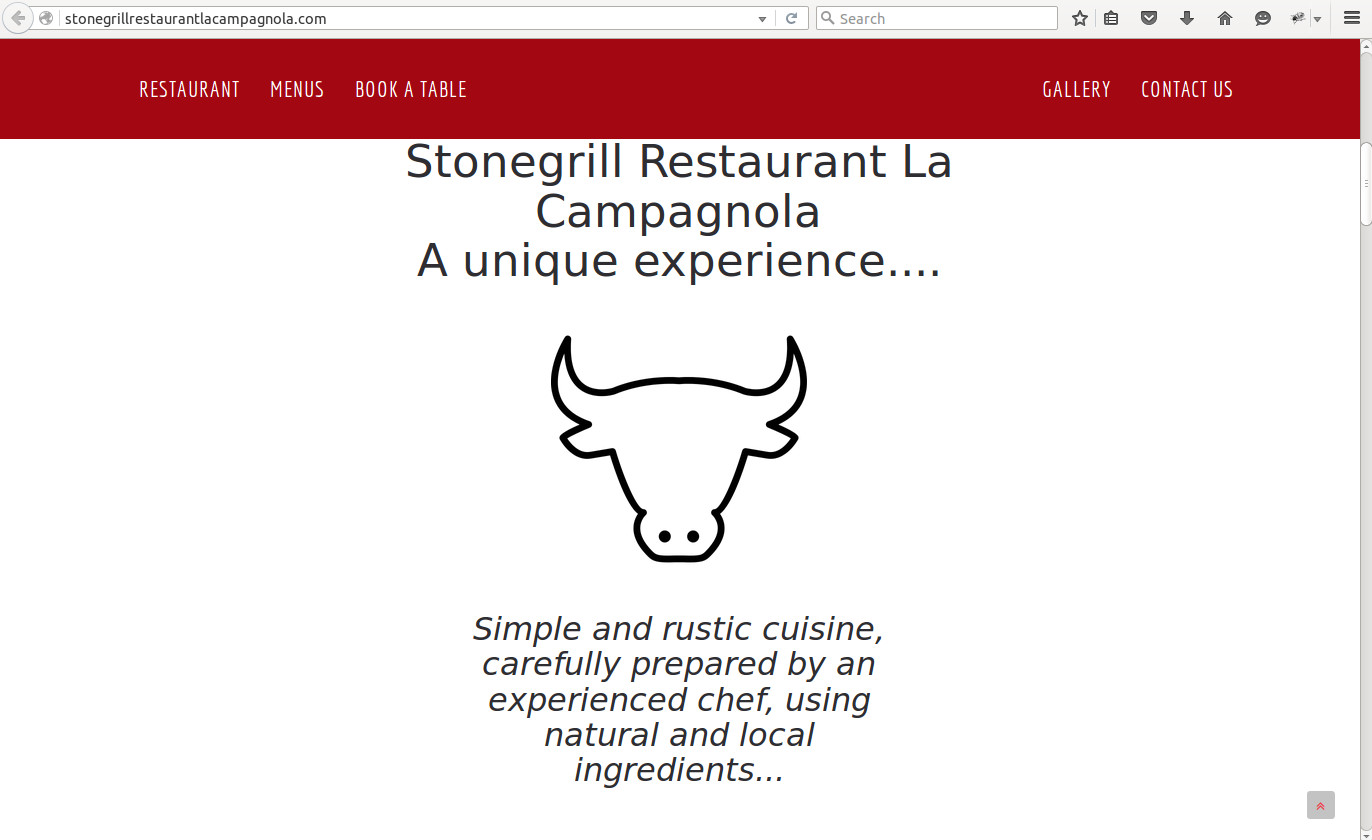 stonegrillrestaurantlacampagnola.com
Search
RESTAURANT MENUS BOOK A TABLE GALLERY CONTACT US
Stonegrill Restaurant La
Campagnola
A unique experience....
Simple and rustic cuisine,
carefully prepared by an
experienced chef, using
natural and local
ingredients...